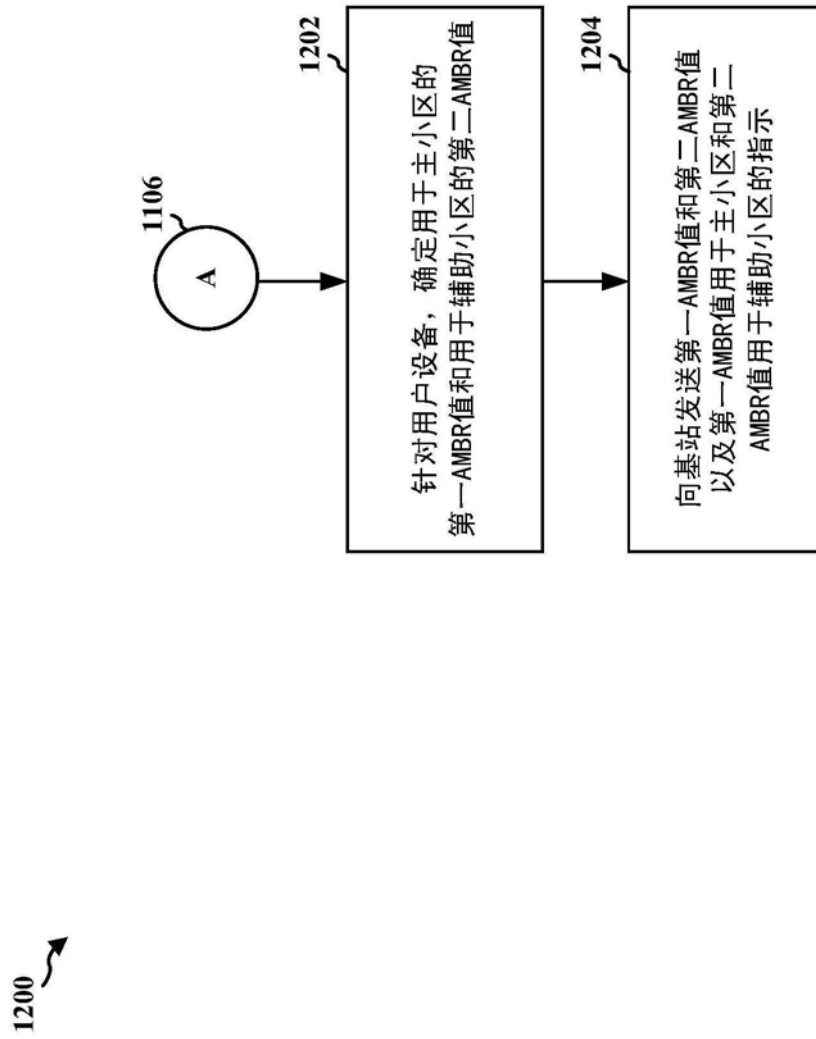 1200
1106
A
1202
针对用户设备，确定用于主小区的
第一AMBR值和用于辅助小区的第二AMBR值
1204
向基站发送第一AMBR值和第二AMBR值
以及第一AMBR值用于主小区和第二
AMBR值用于辅助小区的指示